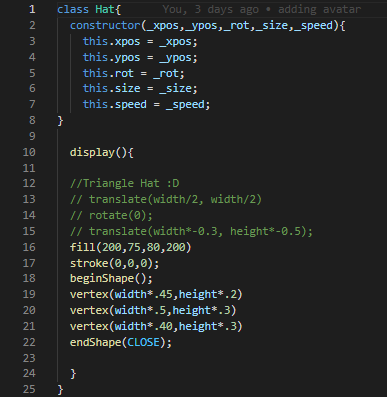 1 class Hat{ You, 3 days ago • adding avatar
2 constructor(_xpos,_ypos,_rot,_size,_speed){
3 this.xpos = _xpos;
4 this.ypos = _ypos;
5 this.rot = _rot;
6 this.size = _size;
7 this.speed = _speed;
8 }
9
10 display(){
11
12 //Triangle Hat :D
13 // translate(width/2, width/2)
14 // rotate(0);
15 // translate(width*-0.3, height*-0.5);
16 fill(200,75,80,200)
17 stroke(0,0,0);
18 beginShape();
19 vertex(width*.45,height*.2)
20 vertex(width*.5,height*.3)
21 vertex(width*.40,height*.3)
22 endShape(CLOSE);
23
24 }
25 }